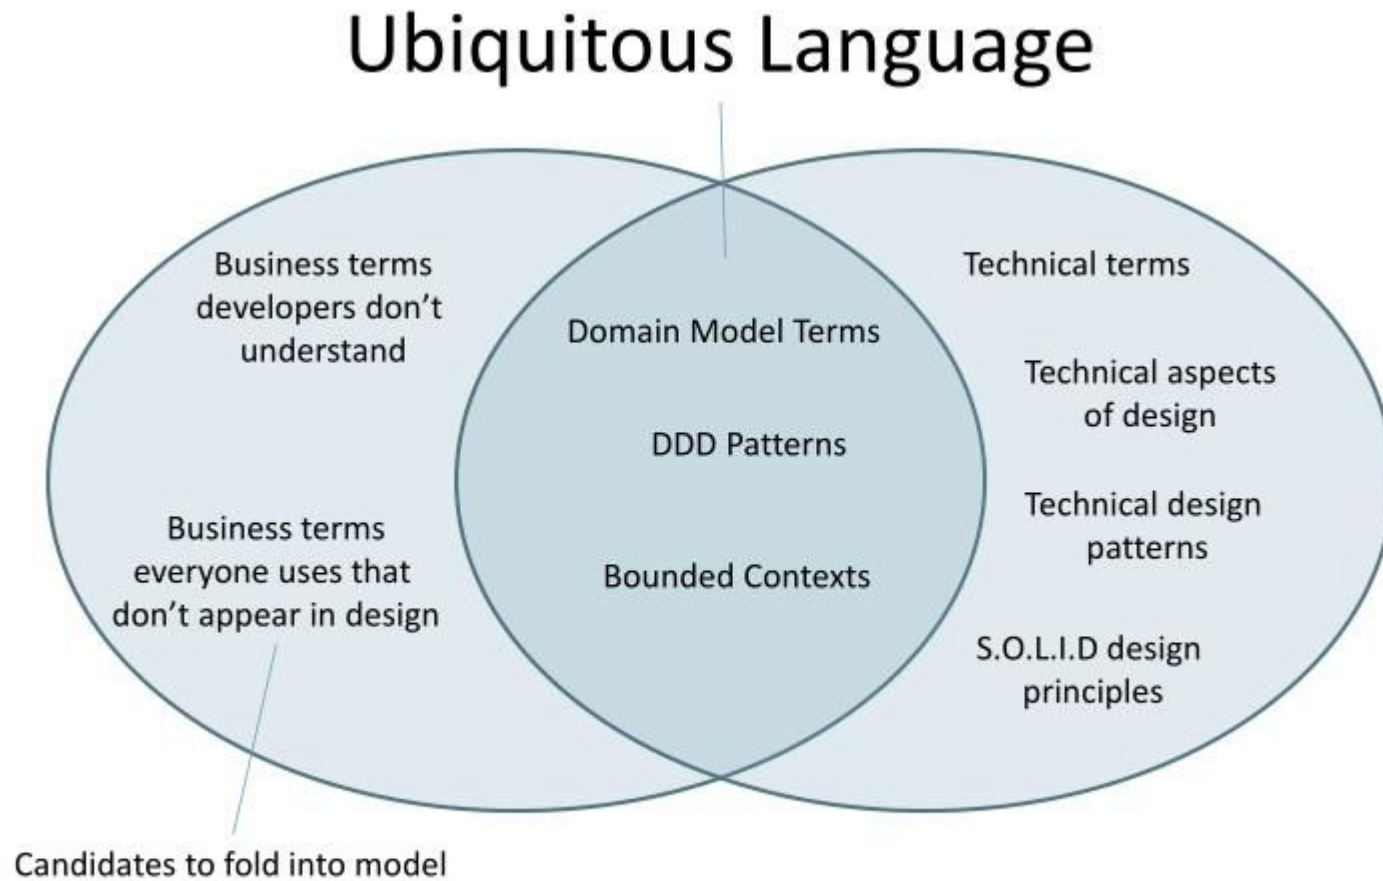 Ubiquitous Language
Business terms
developers don’t
understand
Business terms
everyone uses that
don’t appear in design
Candidates to fold into model
Domain Model Terms
DDD Patterns
Bounded Contexts
Technical terms
Technical aspects
of design
Technical design
patterns
S.O.L.I.D design
principles